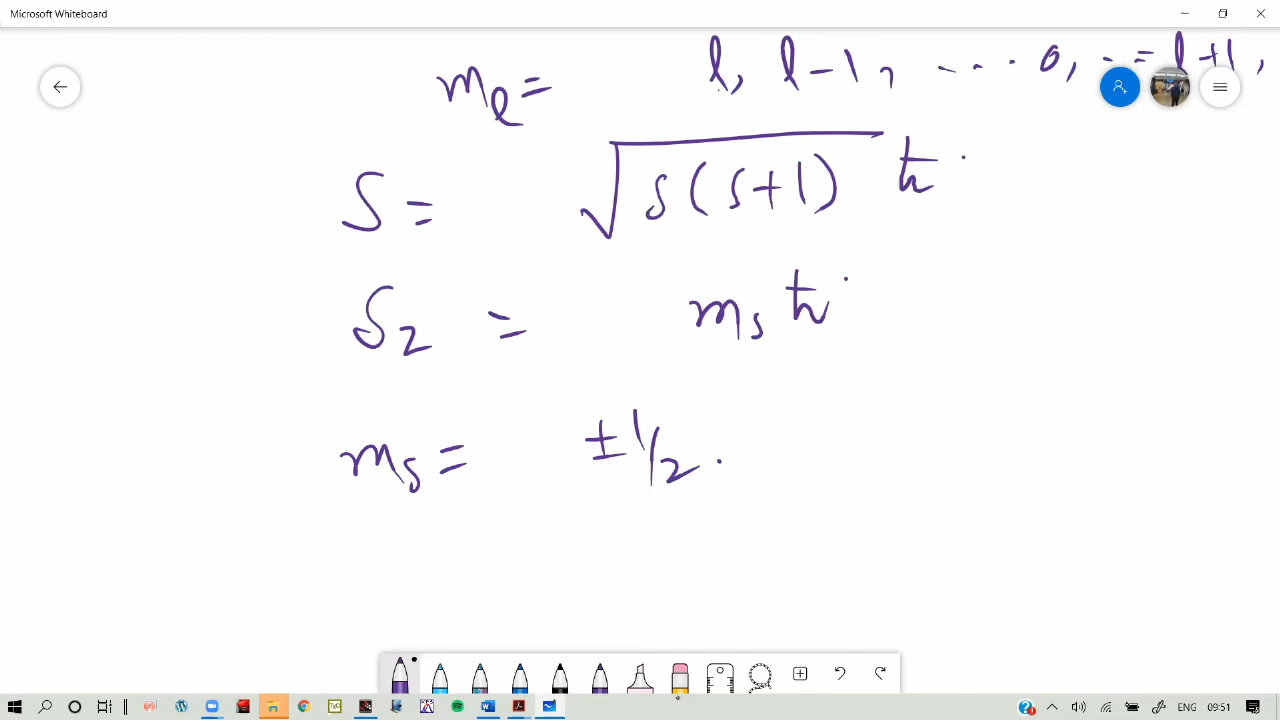 Microsoft Whiteboard
mℓ = ℓ, ℓ-1, .... 0, ..-ℓ+1,
S = √s(s+1) ħ
Sz = ms ħ
ms = ±1/2.
ENG 09:51